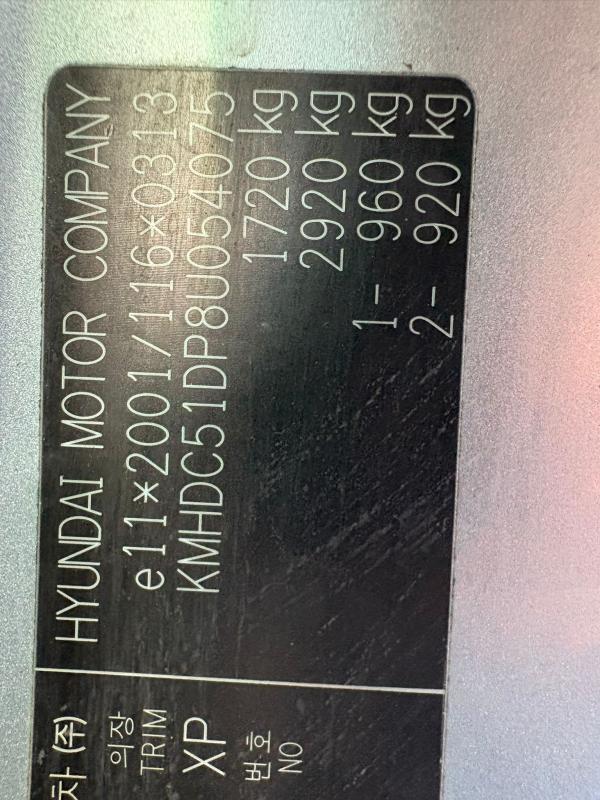 HYUNDAI MOTOR COMPANY
e11*2001/116*0313
KMHDC51DP8U054075
1720 kg
2920 kg
1- 960 kg
2- 920 kg
차(주)
의장
TRIM
XP
번호
NO